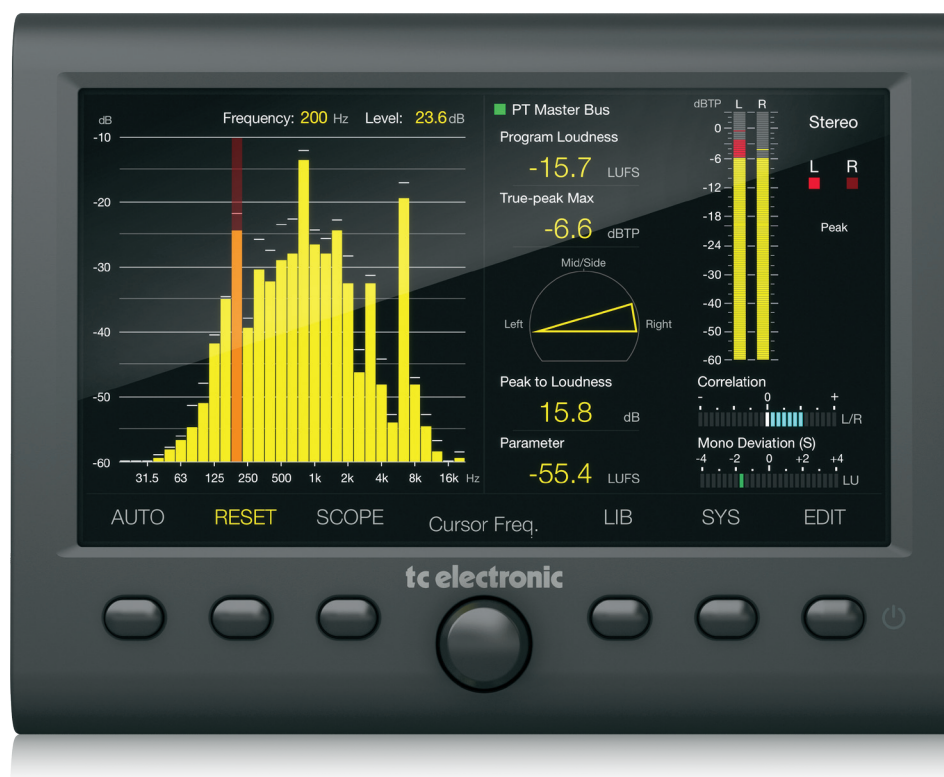 Frequency: 200 Hz Level: 23.6 dB
dB
-10
-20
-30
-40
-50
-60
31.5 63 125 250 500 1k 2k 4k 8k 16k Hz
PT Master Bus
Program Loudness
-15.7 LUFS
True-peak Max
-6.6 dBTP
Mid/Side
Left Right
Peak to Loudness
15.8 dB
Parameter
-55.4 LUFS
dBTP L R
0
-6
-12
-18
-24
-30
-40
-50
-60
Stereo
L R
Peak
Correlation
- 0 +
L/R
Mono Deviation (S)
-4 -2 0 +2 +4
LU
AUTO RESET SCOPE Cursor Freq. LIB SYS EDIT
tc electronic